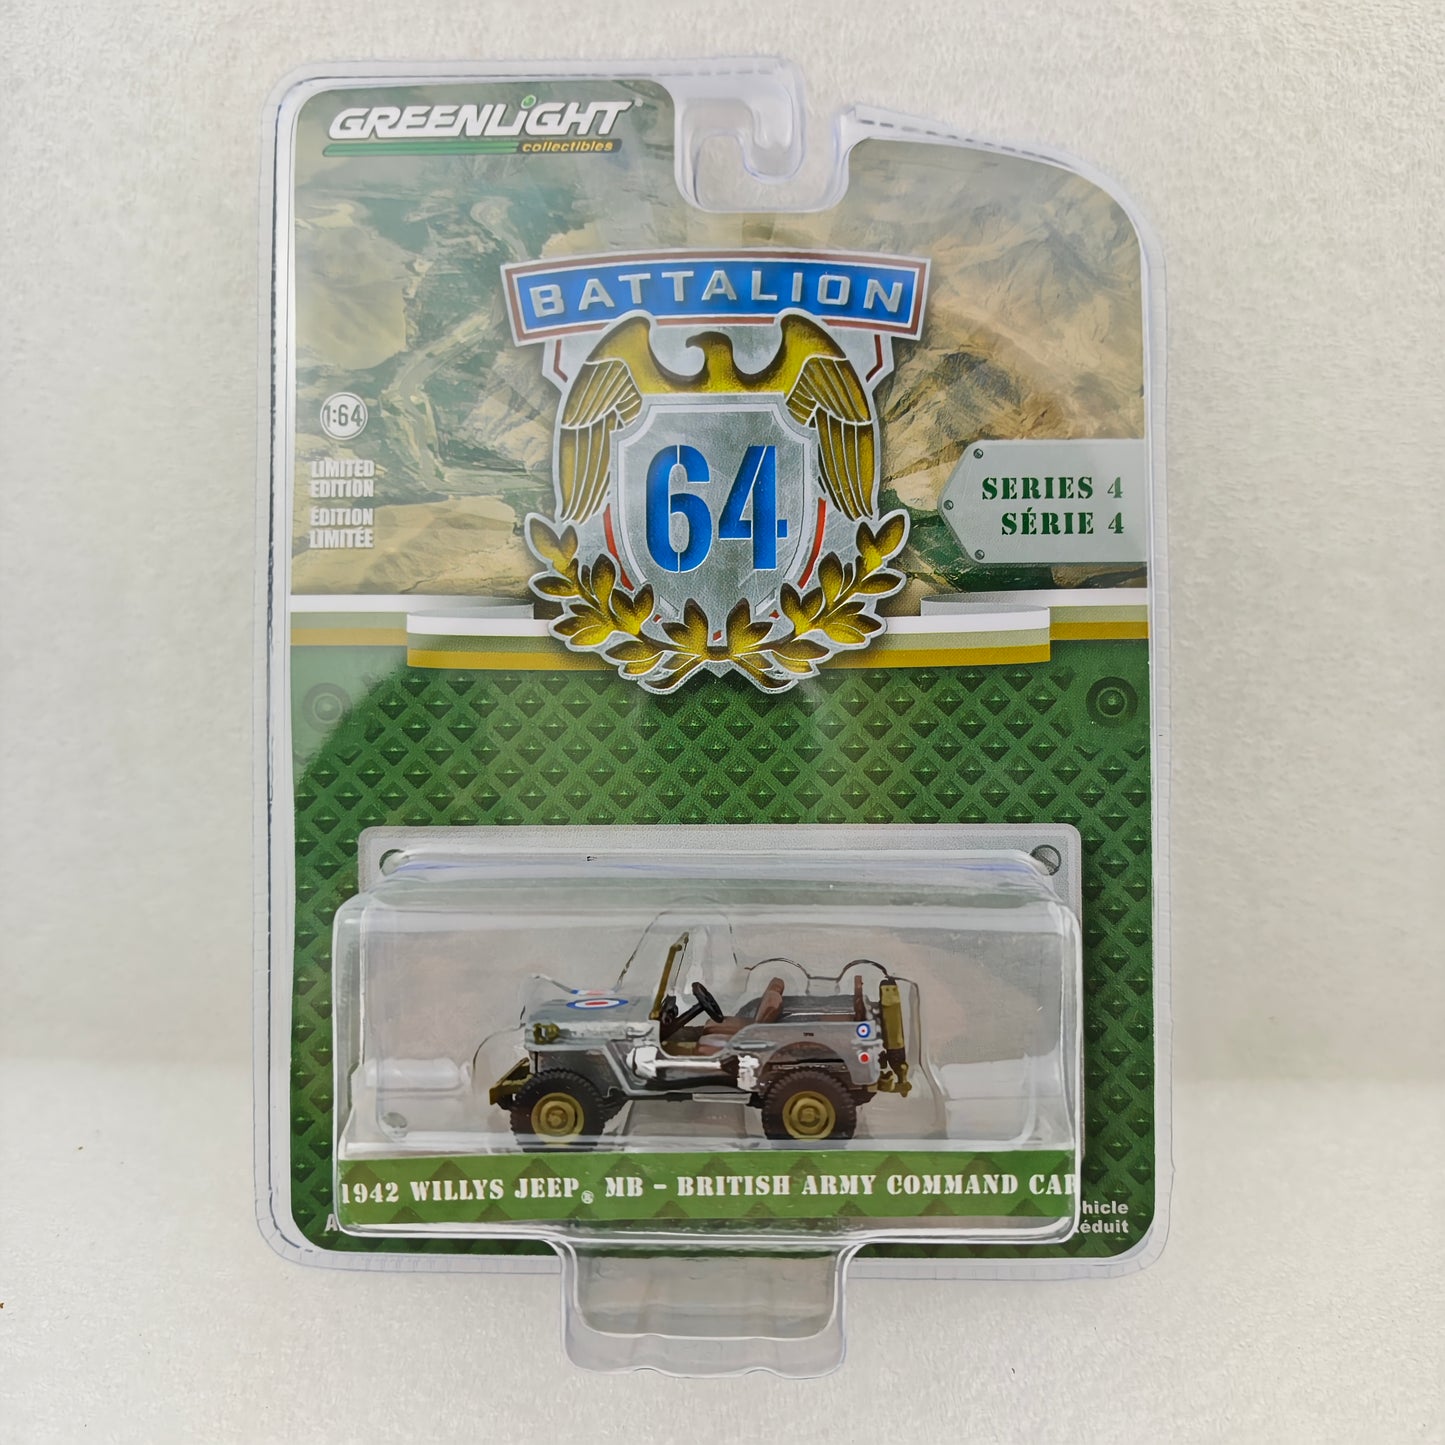 GREENLIGHT®
collectibles
BATTALION
64
1:64
LIMITED
EDITION
ÉDITION
LIMITÉE
SERIES 4
SÉRIE 4
1942 WILLYS JEEP® MB - BRITISH ARMY COMMAND CAR